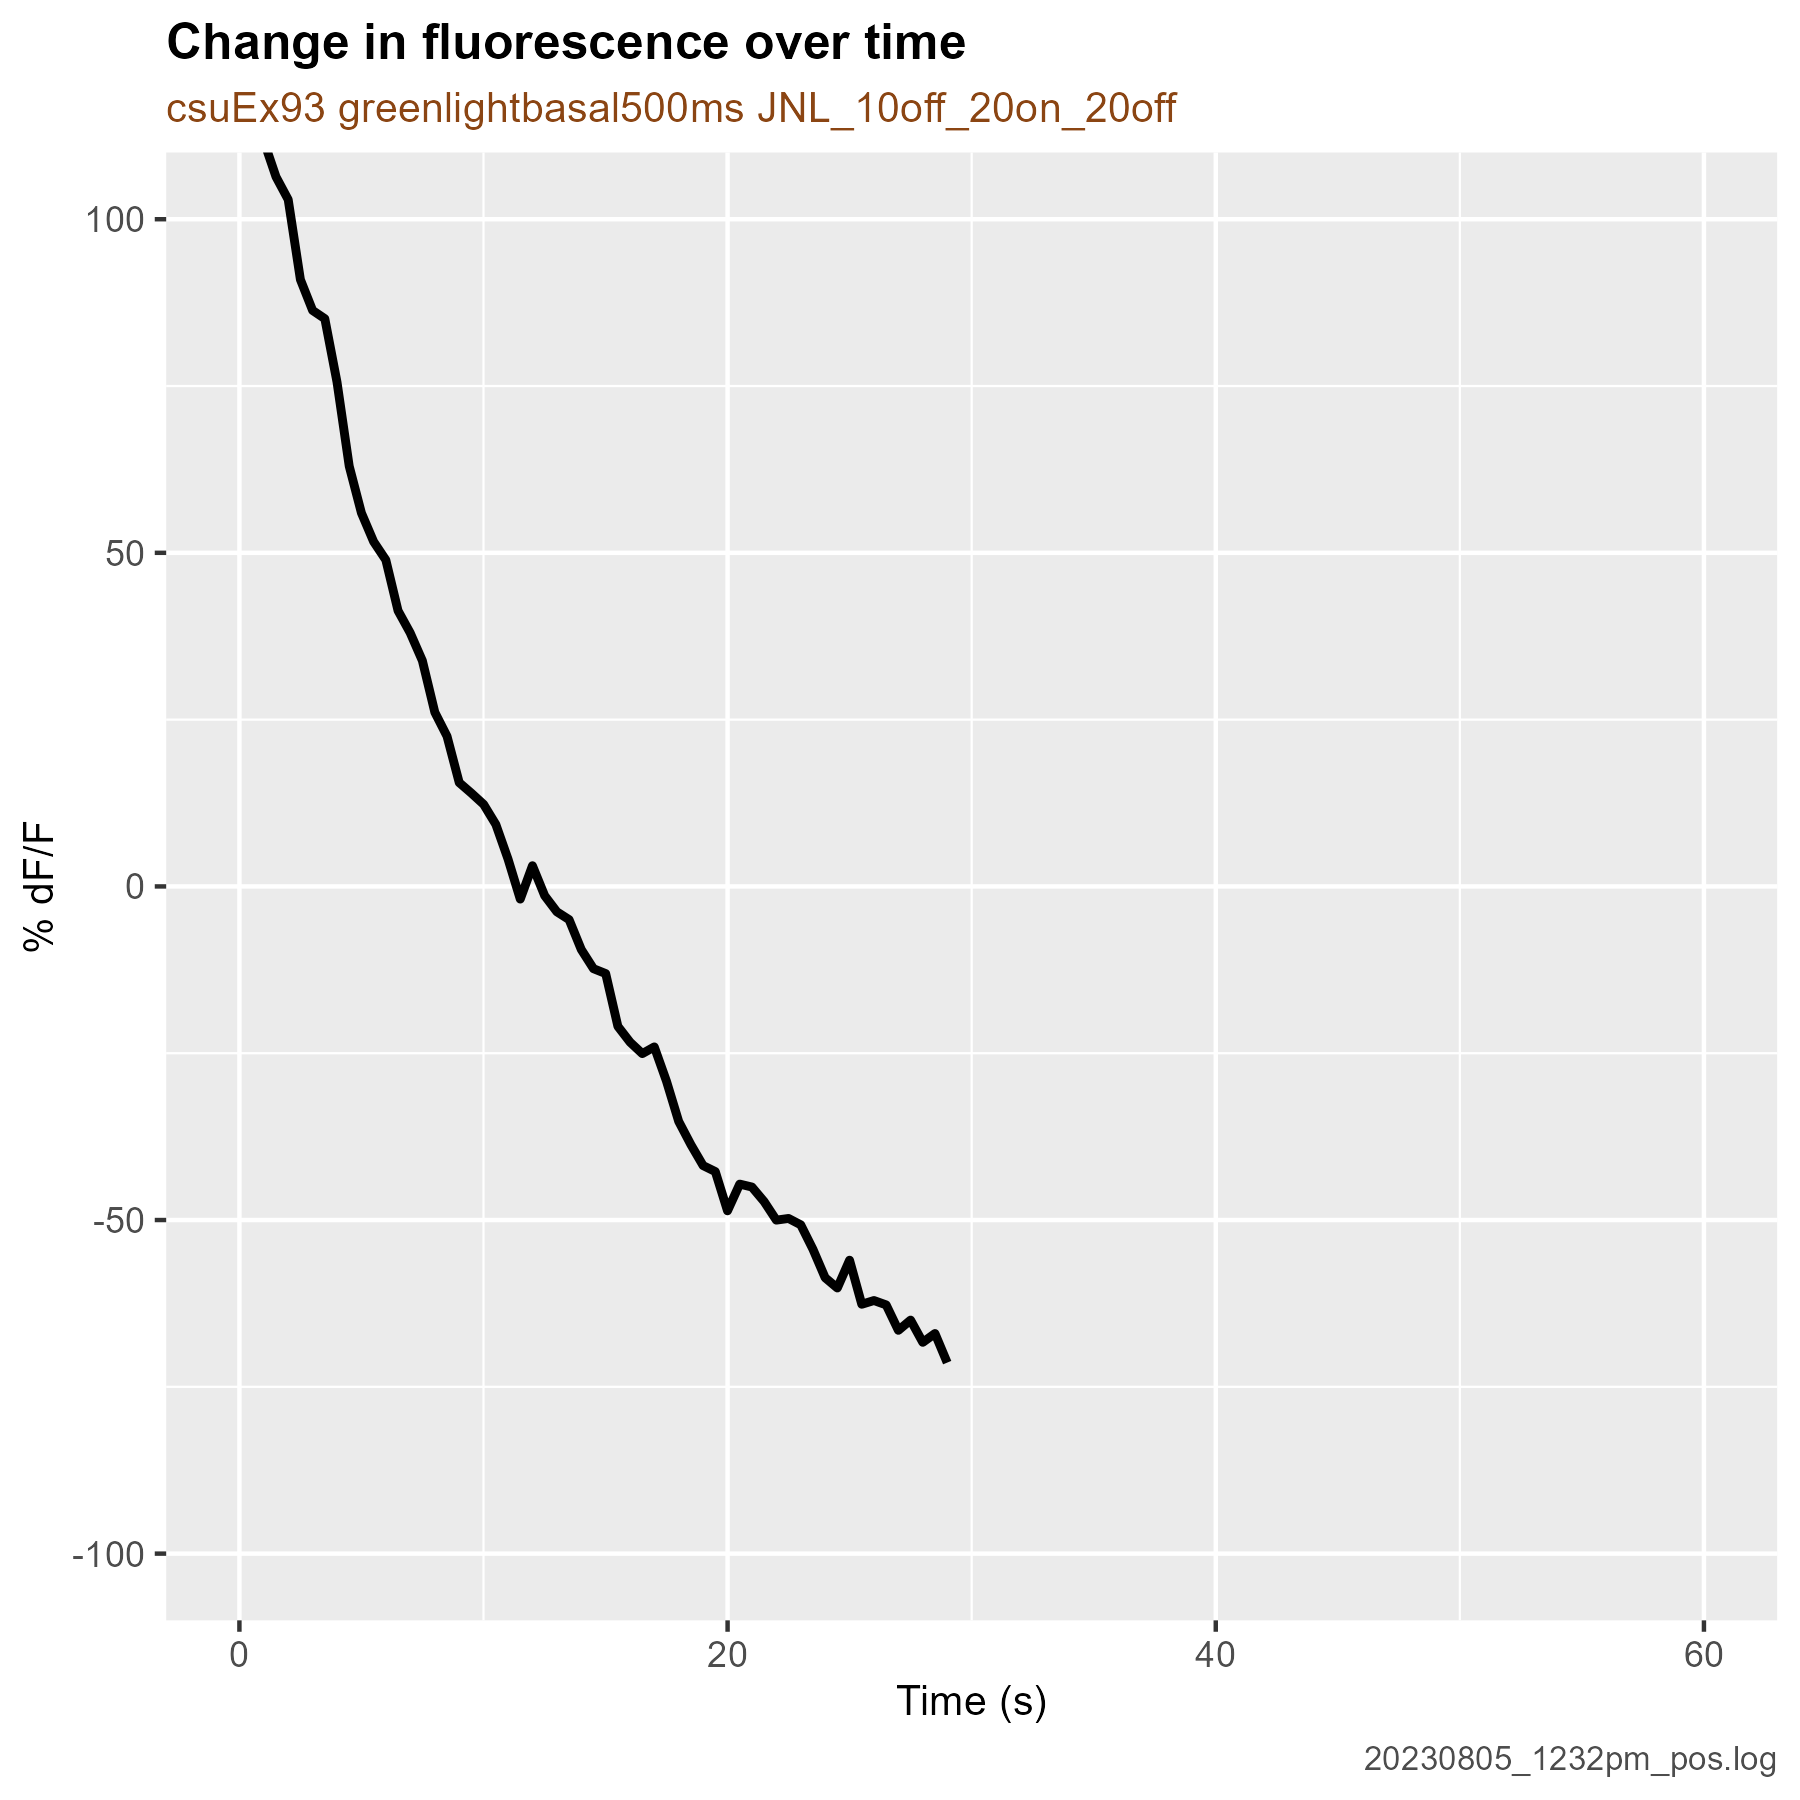 Change in fluorescence over time
csuEx93 greenlightbasal500ms JNL_10off_20on_20off
100
50
0
-50
-100
% dF/F
0 20 40 60
Time (s)
20230805_1232pm_pos.log